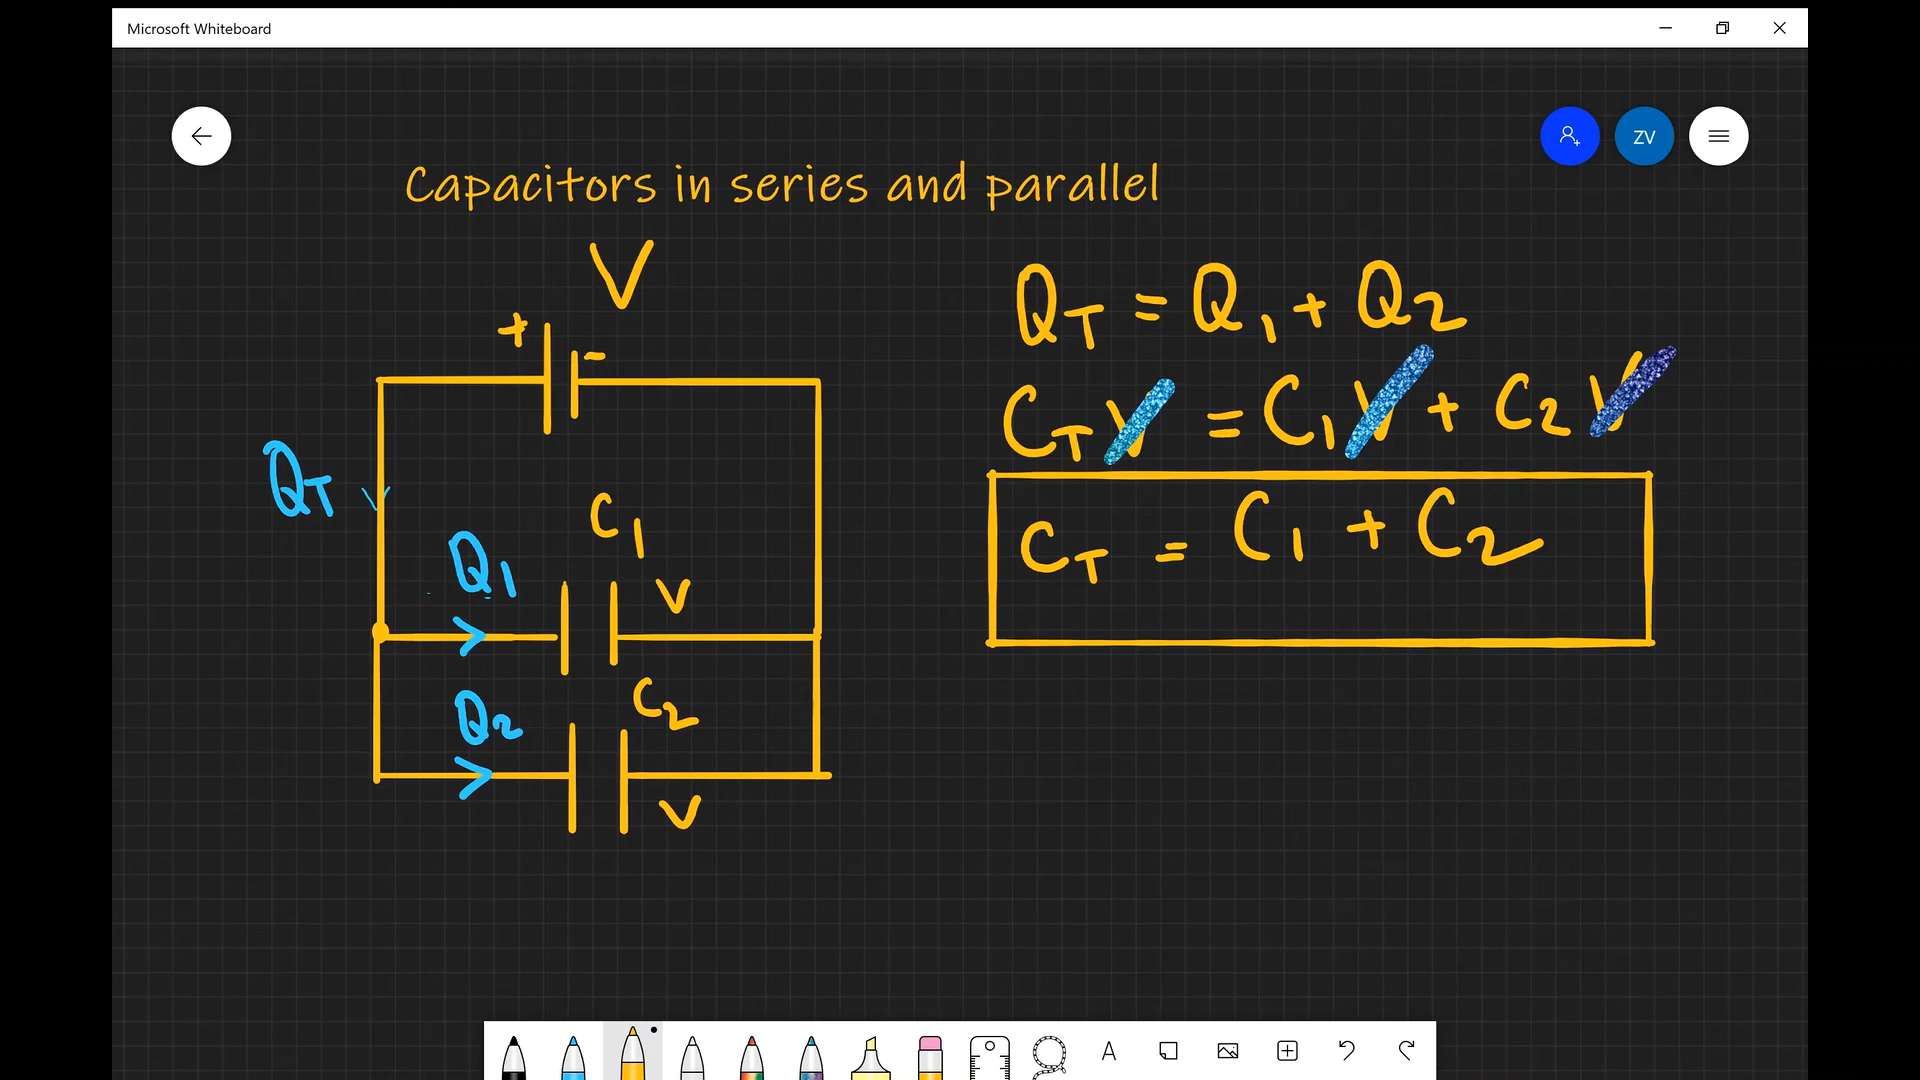 Microsoft Whiteboard
ZV
Capacitors in series and parallel
V
+ -
QT
C1
Q1
V
C2
Q2
V
QT = Q1 + Q2
CTV = C1V + C2V
CT = C1 + C2
A